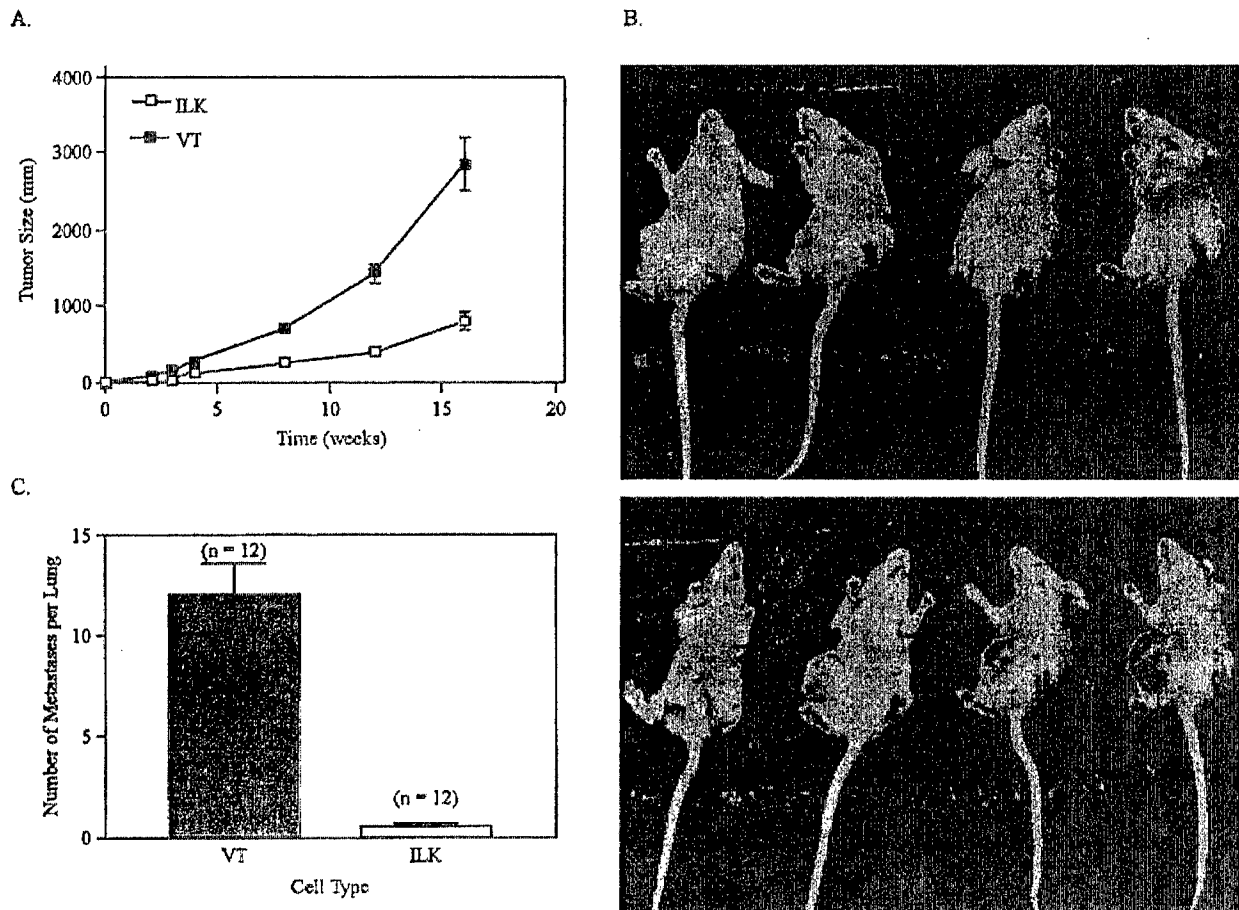 A.
B.
4000
3000
2000
1000
0
ILK
VT
Tumor Size (mm)
0 5 10 15 20
Time (weeks)
C.
15
10
5
0
(n = 12)
(n = 12)
Number of Metastases per Lung
VT ILK
Cell Type